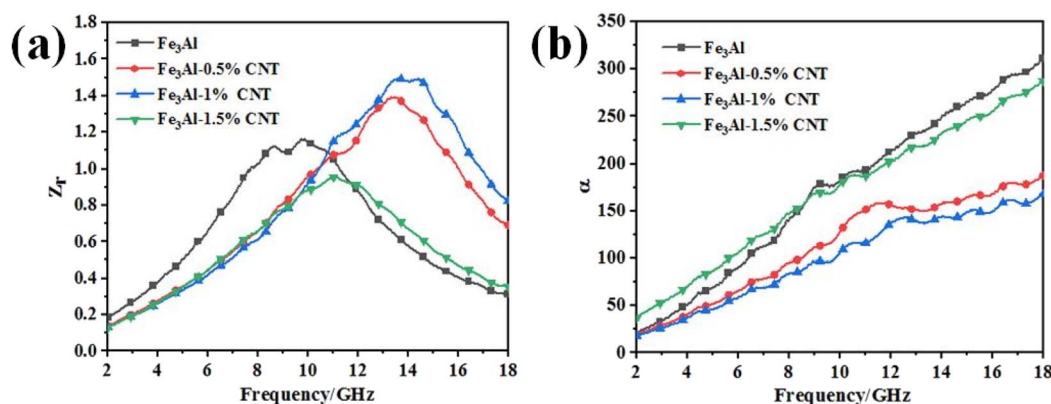 (a)
1.8
1.6
1.4
1.2
1.0
0.8
0.6
0.4
0.2
0.0
Zr
Fe₃Al
Fe₃Al-0.5% CNT
Fe₃Al-1% CNT
Fe₃Al-1.5% CNT
2 4 6 8 10 12 14 16 18
Frequency/GHz
(b)
350
300
250
200
150
100
50
0
α
Fe₃Al
Fe₃Al-0.5% CNT
Fe₃Al-1% CNT
Fe₃Al-1.5% CNT
2 4 6 8 10 12 14 16 18
Frequency/GHz